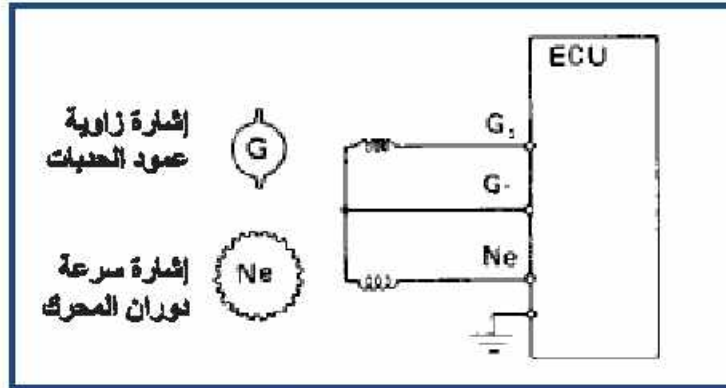 ECU
إشارة زاوية
عمود الحدبات
G
G₁
G-
إشارة سرعة
دوران المحرك
Ne
Ne